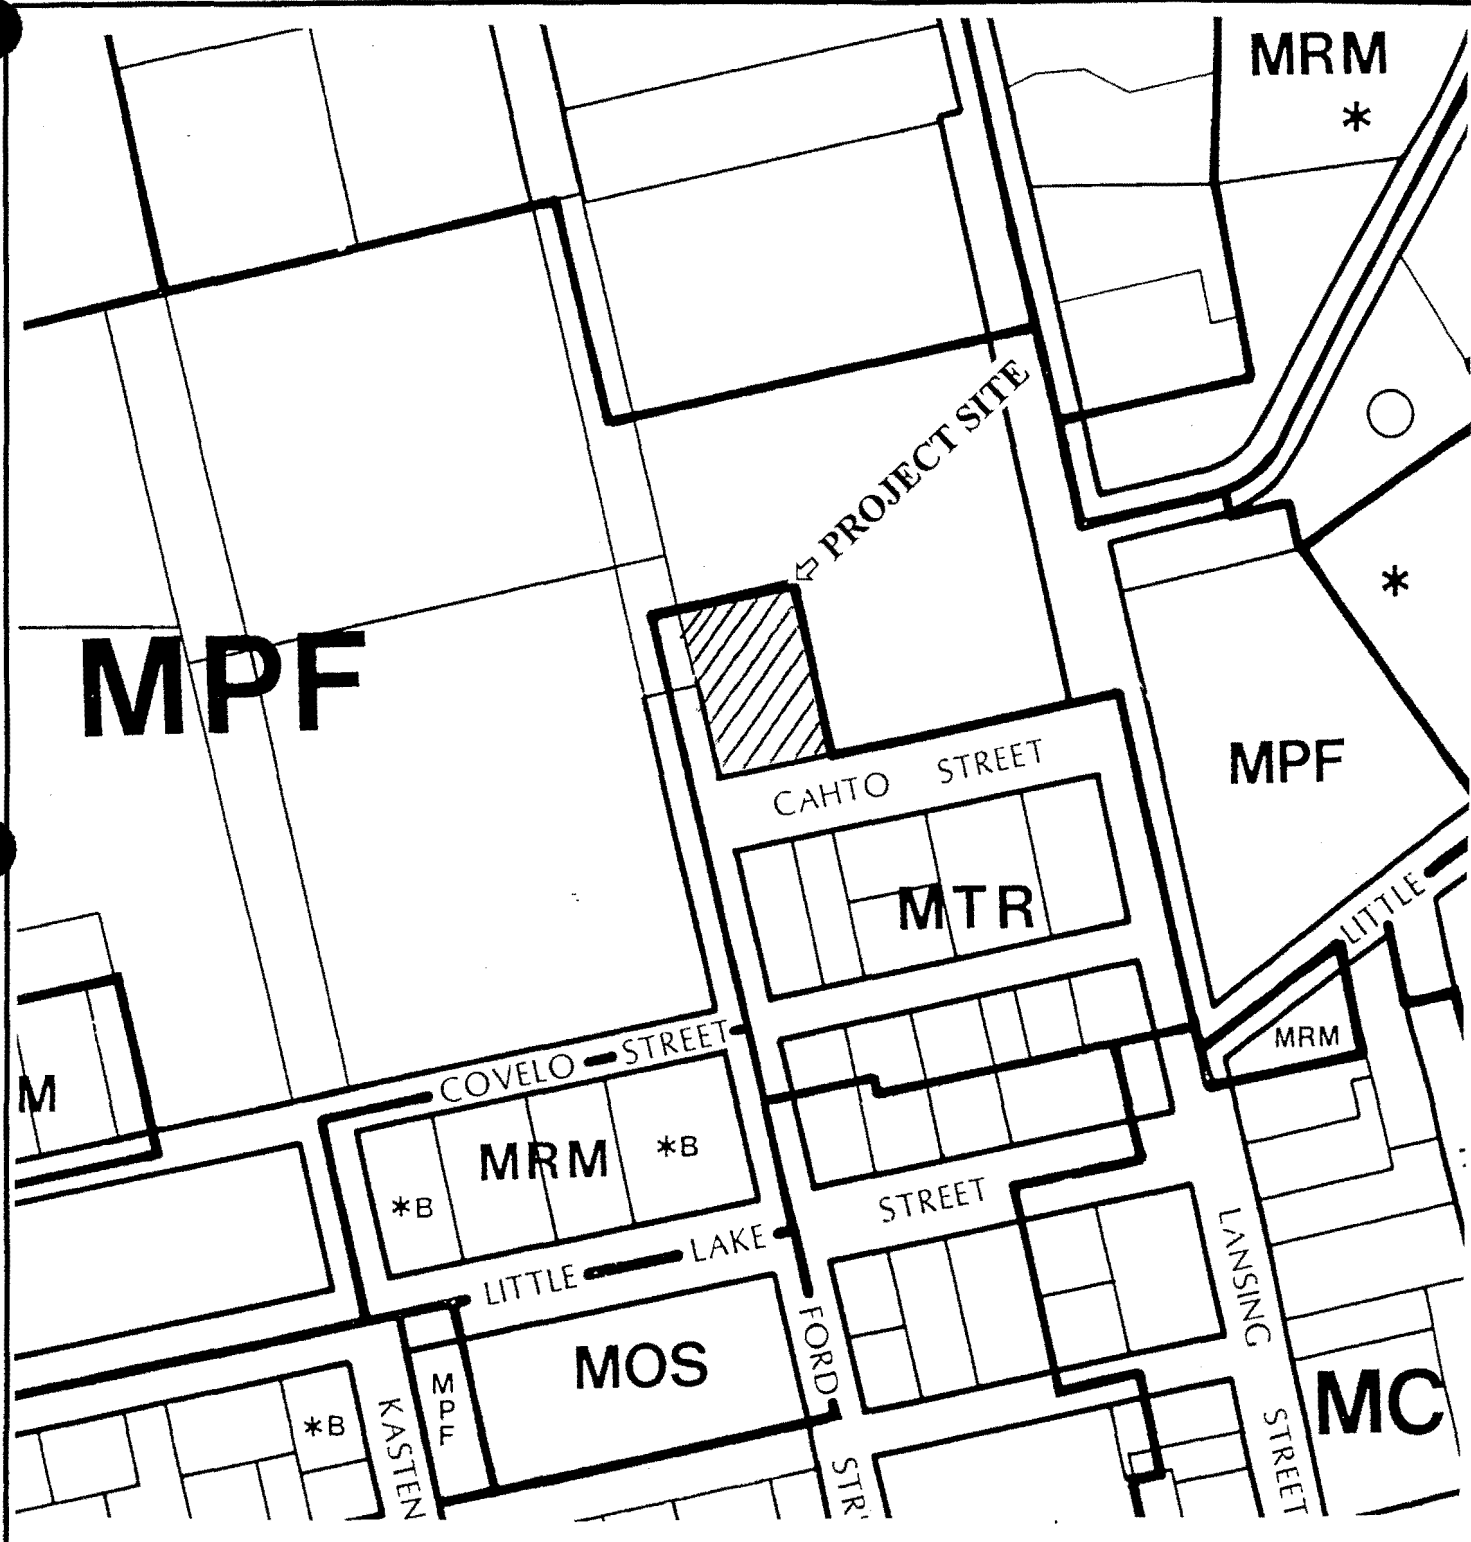 MRM
*
PROJECT SITE
*
MPF
MPF
CAHTO STREET
MTR
LITTLE
MRM
COVELO STREET
M
MRM
*B
*B
STREET
LITTLE LAKE
LANSING
STREET
FORD
MOS
MPF
MC
*B
KASTEN
STR